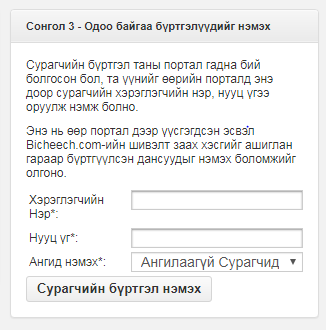 Сонгол 3 - Одоо байгаа бүртгэлүүдийг нэмэх
Сурагчийн бүртгэл таны портал гадна бий
болгосон бол, та үүнийг өөрийн порталд энэ
доор сурагчийн хэрэглэгчийн нэр, нууц үгээ
оруулж нэмж болно.
Энэ нь өөр портал дээр үүсгэгдсэн эсвэл
Bicheech.com-ийн шивэлт заах хэсгийг ашиглан
гараар бүртгүүлсэн дансуудыг нэмэх боломжийг
олгоно.
Хэрэглэгчийн
Нэр*:
Нууц үг*:
Ангид нэмэх*: Ангилаагүй Сурагчид
Сурагчийн бүртгэл нэмэх